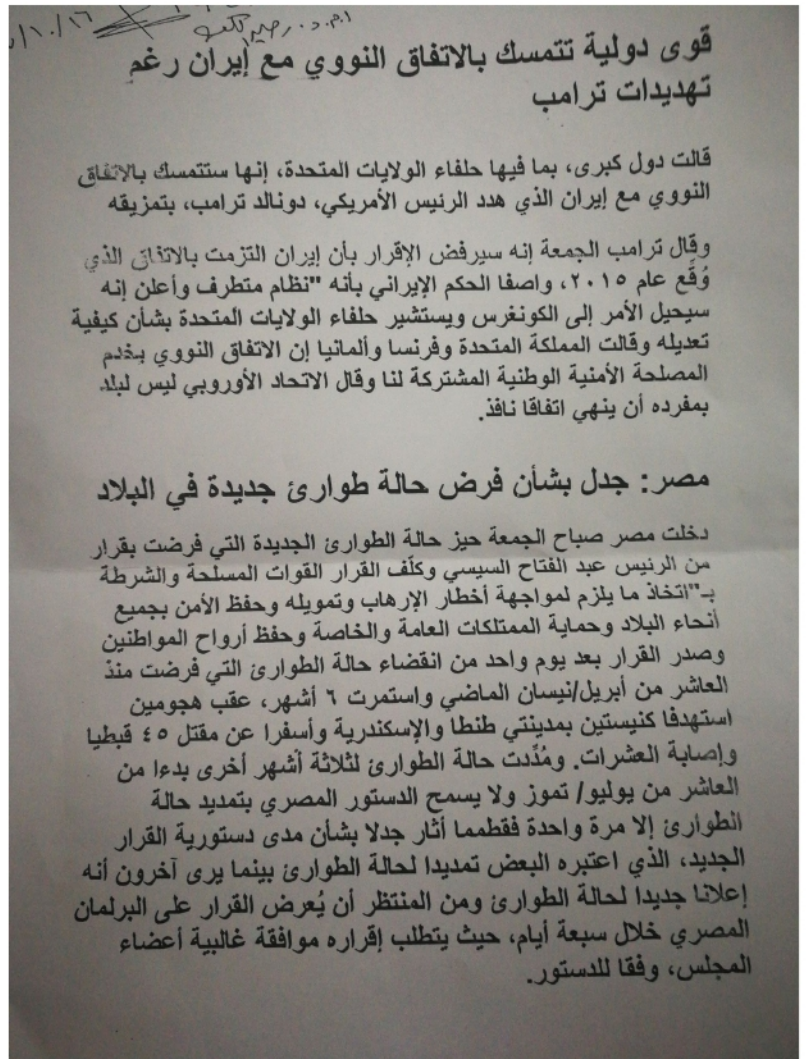 ا.م.د.
١٠/١٦/
قوى دولية تتمسك بالاتفاق النووي مع إيران رغم
تهديدات ترامب
قالت دول كبرى، بما فيها حلفاء الولايات المتحدة، إنها ستتمسك بالاتفاق
النووي مع إيران الذي هدد الرئيس الأمريكي، دونالد ترامب، بتمزيقه
وقال ترامب الجمعة إنه سيرفض الإقرار بأن إيران التزمت بالاتفاق الذي
وُقِّع عام ٢٠١٥، واصفا الحكم الإيراني بأنه "نظام متطرف وأعلن إنه
سيحيل الأمر إلى الكونغرس ويستشير حلفاء الولايات المتحدة بشأن كيفية
تعديله وقالت المملكة المتحدة وفرنسا وألمانيا إن الاتفاق النووي يخدم
المصلحة الأمنية الوطنية المشتركة لنا وقال الاتحاد الأوروبي ليس لبلد
بمفرده أن ينهي اتفاقا نافذ.
مصر: جدل بشأن فرض حالة طوارئ جديدة في البلاد
دخلت مصر صباح الجمعة حيز حالة الطوارئ الجديدة التي فرضت بقرار
من الرئيس عبد الفتاح السيسي وكلّف القرار القوات المسلحة والشرطة
بـ"اتخاذ ما يلزم لمواجهة أخطار الإرهاب وتمويله وحفظ الأمن بجميع
أنحاء البلاد وحماية الممتلكات العامة والخاصة وحفظ أرواح المواطنين
وصدر القرار بعد يوم واحد من انقضاء حالة الطوارئ التي فرضت منذ
العاشر من أبريل/نيسان الماضي واستمرت ٦ أشهر، عقب هجومين
استهدفا كنيستين بمدينتي طنطا والإسكندرية وأسفرا عن مقتل ٤٥ قبطيا
وإصابة العشرات. ومُدِّدت حالة الطوارئ لثلاثة أشهر أخرى بدءا من
العاشر من يوليو/ تموز ولا يسمح الدستور المصري بتمديد حالة
الطوارئ إلا مرة واحدة فقطمما أثار جدلا بشأن مدى دستورية القرار
الجديد، الذي اعتبره البعض تمديدا لحالة الطوارئ بينما يرى آخرون أنه
إعلانا جديدا لحالة الطوارئ ومن المنتظر أن يُعرض القرار على البرلمان
المصري خلال سبعة أيام، حيث يتطلب إقراره موافقة غالبية أعضاء
المجلس، وفقا للدستور.